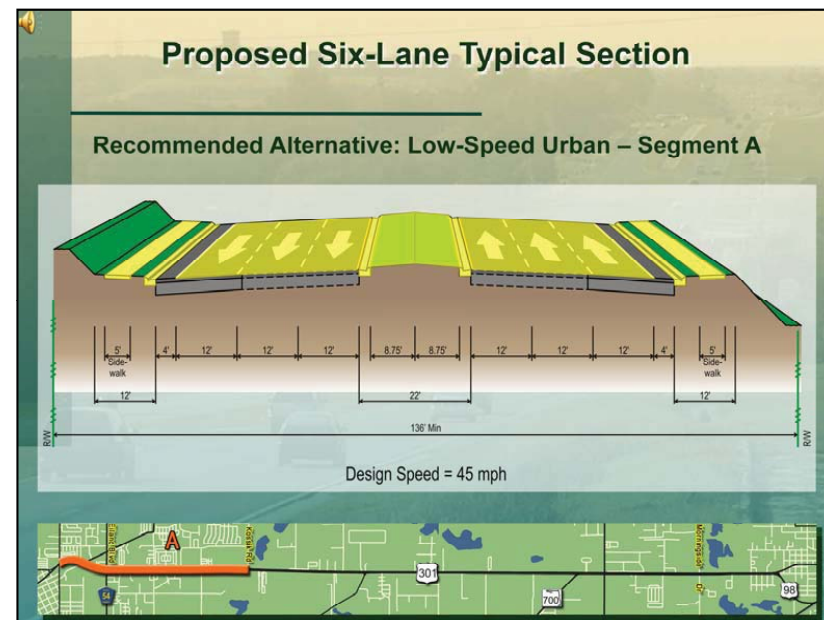 Proposed Six-Lane Typical Section
Recommended Alternative: Low-Speed Urban – Segment A
5' 4' 12' 12' 12' 8.75' 8.75' 12' 12' 12' 4' 5'
Side-
walk
Side-
walk
12' 22' 12'
136' Min
R/W
R/W
Design Speed = 45 mph
A
54
301
700
98